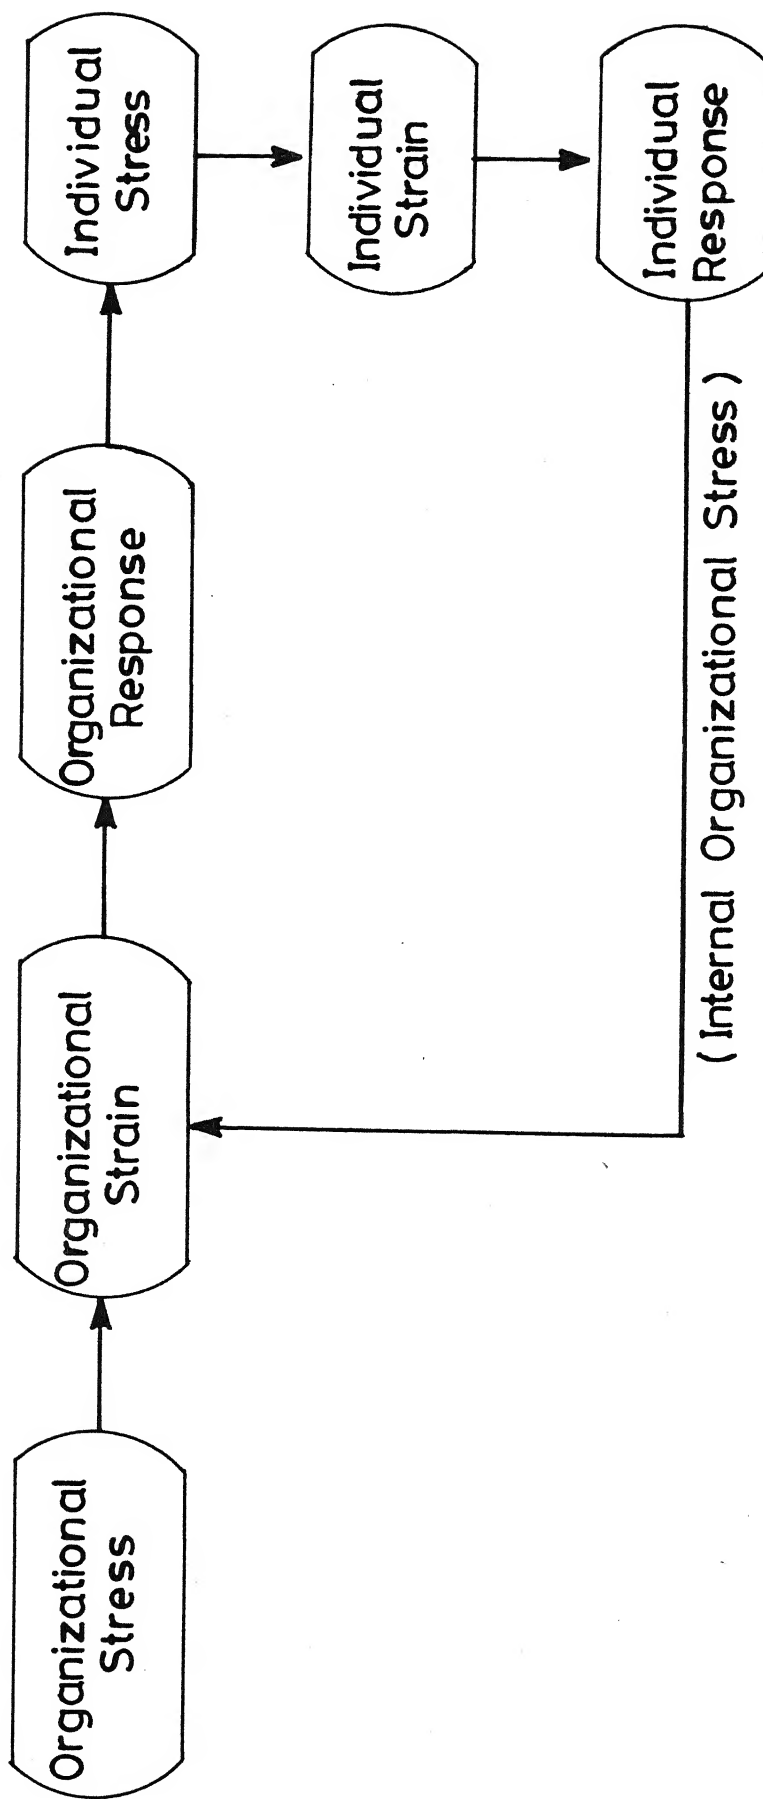 Organizational
Stress
Organizational
Strain
Organizational
Response
Individual
Stress
Individual
Strain
Individual
Response
(Internal Organizational Stress)